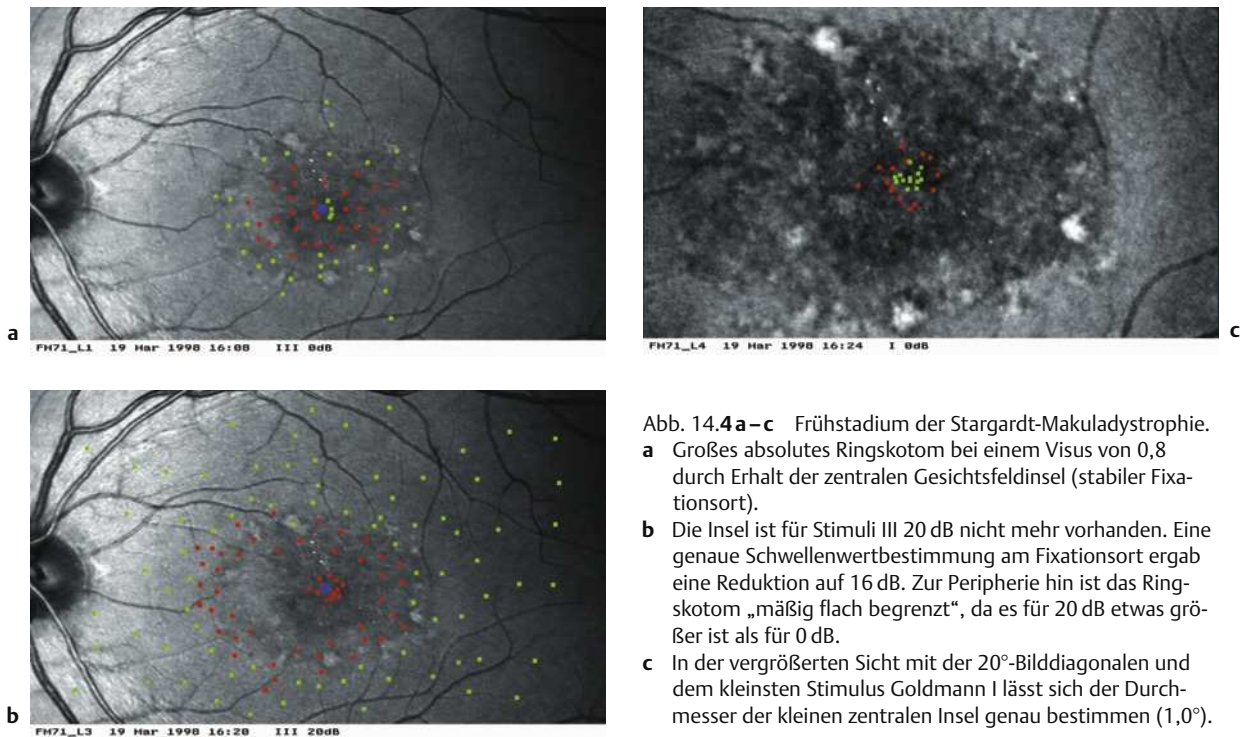 a
FM71_L1 19 Mar 1998 16:08 III 0dB
c
FM71_L4 19 Mar 1998 16:24 I 0dB
b
FM71_L3 19 Mar 1998 16:20 III 20dB
Abb. 14.4 a – c Frühstadium der Stargardt-Makuladystrophie.
a Großes absolutes Ringskotom bei einem Visus von 0,8
durch Erhalt der zentralen Gesichtsfeldinsel (stabiler Fixa-
tionsort).
b Die Insel ist für Stimuli III 20 dB nicht mehr vorhanden. Eine
genaue Schwellenwertbestimmung am Fixationsort ergab
eine Reduktion auf 16 dB. Zur Peripherie hin ist das Ring-
skotom „mäßig flach begrenzt“, da es für 20 dB etwas grö-
ßer ist als für 0 dB.
c In der vergrößerten Sicht mit der 20°-Bilddiagonalen und
dem kleinsten Stimulus Goldmann I lässt sich der Durch-
messer der kleinen zentralen Insel genau bestimmen (1,0°).